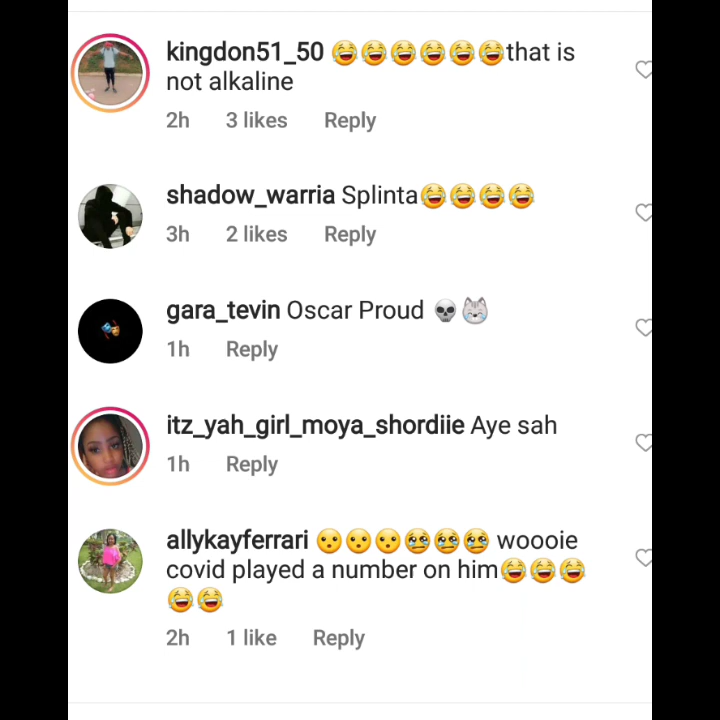 kingdon51_50 😂😂😂😂😂😂that is
not alkaline
2h 3 likes Reply
shadow_warria Splinta😂😂😂😂
3h 2 likes Reply
gara_tevin Oscar Proud 💀😹
1h Reply
itz_yah_girl_moya_shordiie Aye sah
1h Reply
allykayferrari 😯😯😯😢😢😢 woooie
covid played a number on him😂😂😂
😂😂
2h 1 like Reply